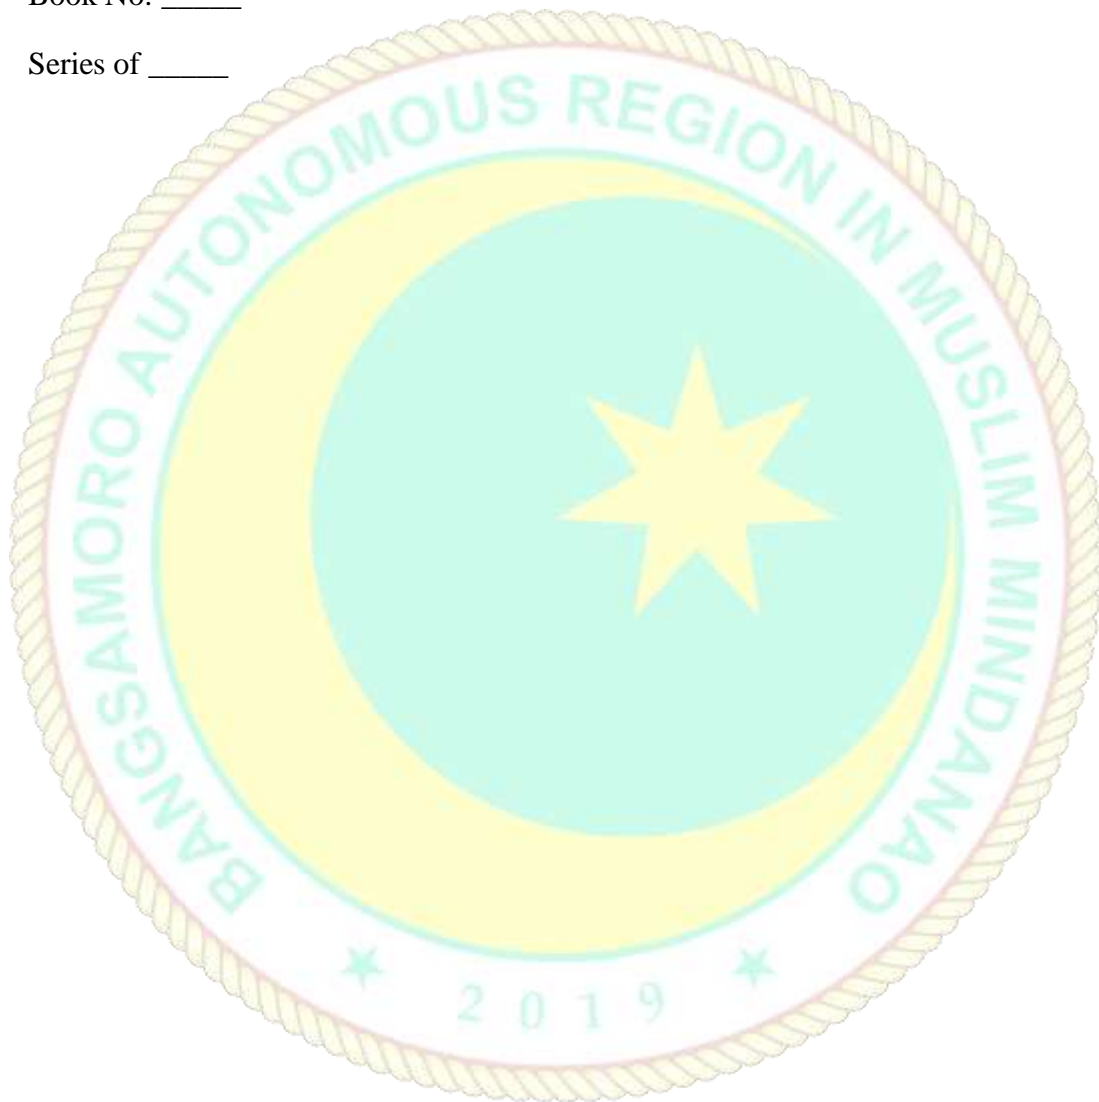 Book No. _____
Series of _____
BANGSAMORO AUTONOMOUS REGION IN MUSLIM MINDANAO
2019